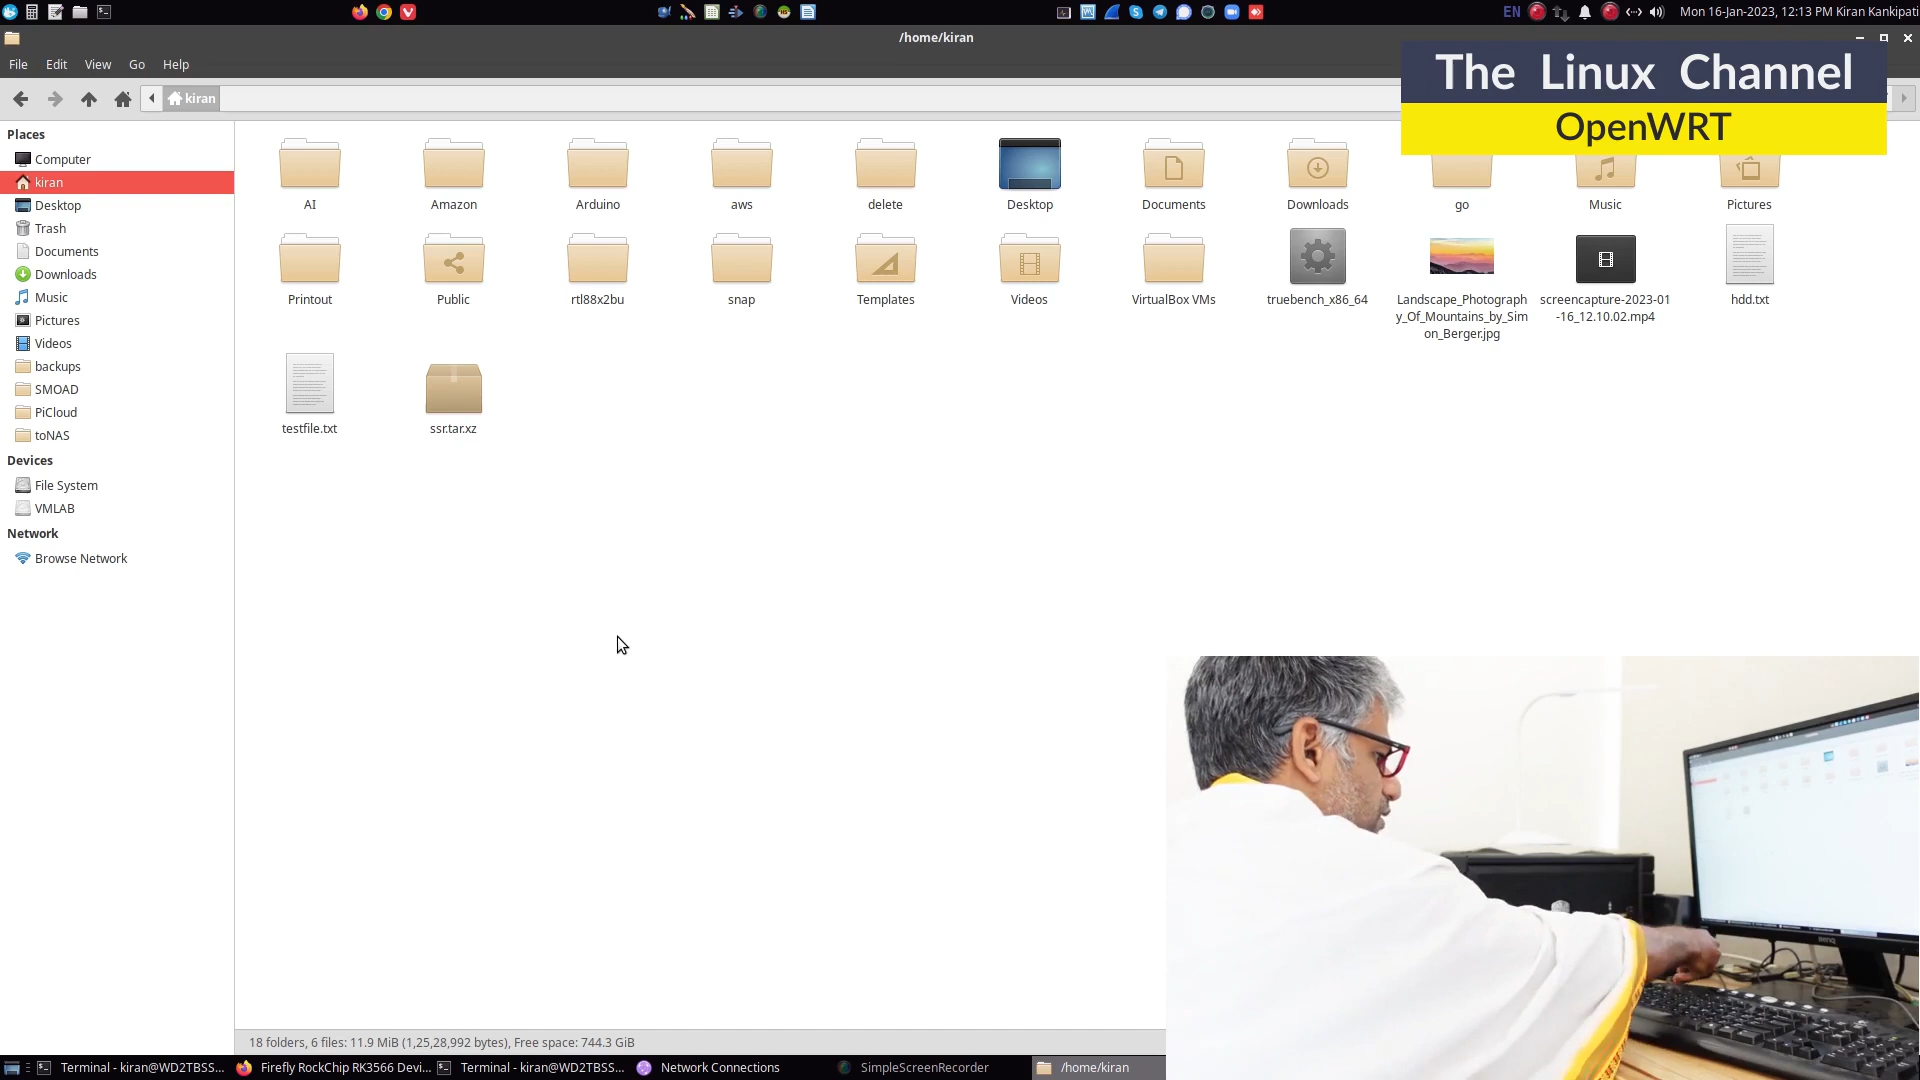 EN
Mon 16-Jan-2023, 12:13 PM Kiran Kankipati
/home/kiran
File Edit View Go Help
The Linux Channel
OpenWRT
kiran
Places
Computer
kiran
Desktop
Trash
Documents
Downloads
Music
Pictures
Videos
backups
SMOAD
PiCloud
toNAS
Devices
File System
VMLAB
Network
Browse Network
AI Amazon Arduino aws delete Desktop Documents Downloads go Music Pictures
Printout Public rtl88x2bu snap Templates Videos VirtualBox VMs truebench_x86_64
Landscape_Photograph
y_Of_Mountains_by_Sim
on_Berger.jpg
screencapture-2023-01
-16_12.10.02.mp4
hdd.txt
testfile.txt ssr.tar.xz
18 folders, 6 files: 11.9 MiB (1,25,28,992 bytes), Free space: 744.3 GiB
Terminal - kiran@WD2TBSS... Firefly RockChip RK3566 Devi... Terminal - kiran@WD2TBSS... Network Connections SimpleScreenRecorder /home/kiran
BenQ